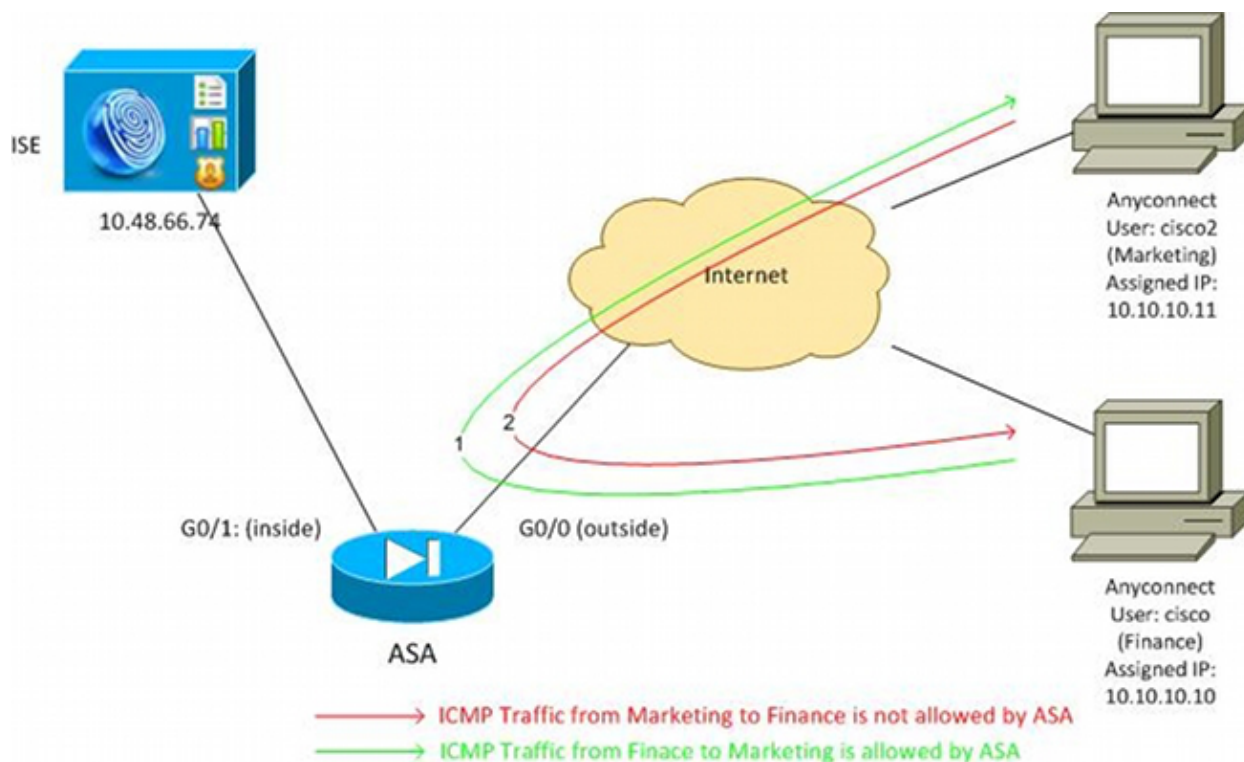 ISE
10.48.66.74
Internet
Anyconnect
User: cisco2
(Marketing)
Assigned IP:
10.10.10.11
1
2
G0/1: (inside)
G0/0 (outside)
ASA
Anyconnect
User: cisco
(Finance)
Assigned IP:
10.10.10.10
ICMP Traffic from Marketing to Finance is not allowed by ASA
ICMP Traffic from Finace to Marketing is allowed by ASA